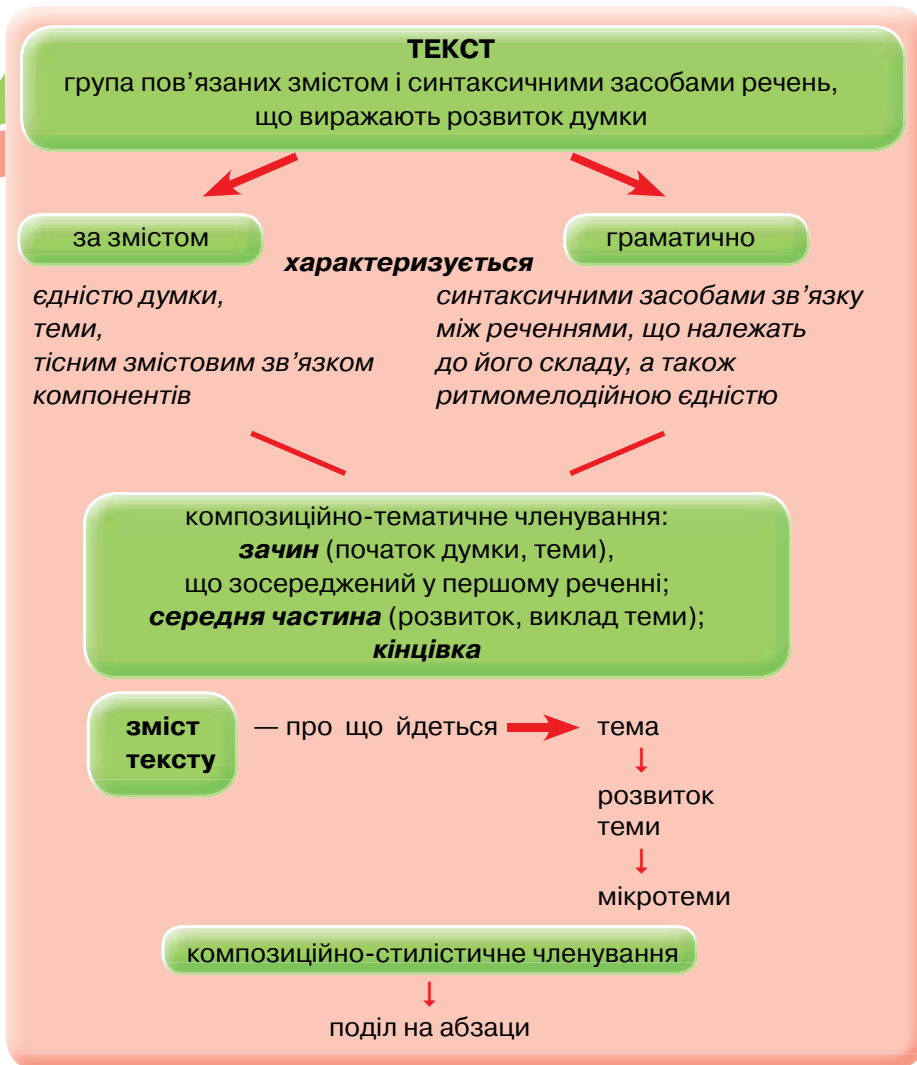 ТЕКСТ
група пов’язаних змістом і синтаксичними засобами речень,
що виражають розвиток думки
за змістом
граматично
характеризується
єдністю думки,
теми,
тісним змістовим зв’язком
компонентів
синтаксичними засобами зв’язку
між реченнями, що належать
до його складу, а також
ритмомелодійною єдністю
композиційно-тематичне членування:
зачин (початок думки, теми),
що зосереджений у першому реченні;
середня частина (розвиток, виклад теми);
кінцівка
зміст
тексту
— про що йдеться
тема
↓
розвиток
теми
↓
мікротеми
композиційно-стилістичне членування
↓
поділ на абзаци